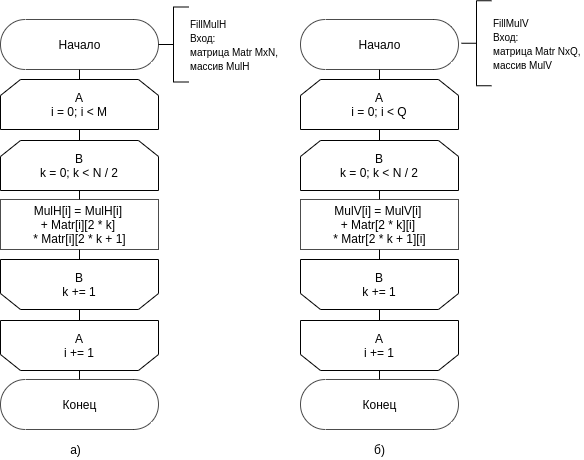 Начало
FillMulH
Вход:
матрица Matr MxN,
массив MulH
A
i = 0; i < M
B
k = 0; k < N / 2
MulH[i] = MulH[i]
+ Matr[i][2 * k]
* Matr[i][2 * k + 1]
B
k += 1
A
i += 1
Конец
а)
Начало
FillMulV
Вход:
матрица Matr NxQ,
массив MulV
A
i = 0; i < Q
B
k = 0; k < N / 2
MulV[i] = MulV[i]
+ Matr[2 * k][i]
* Matr[2 * k + 1][i]
B
k += 1
A
i += 1
Конец
б)